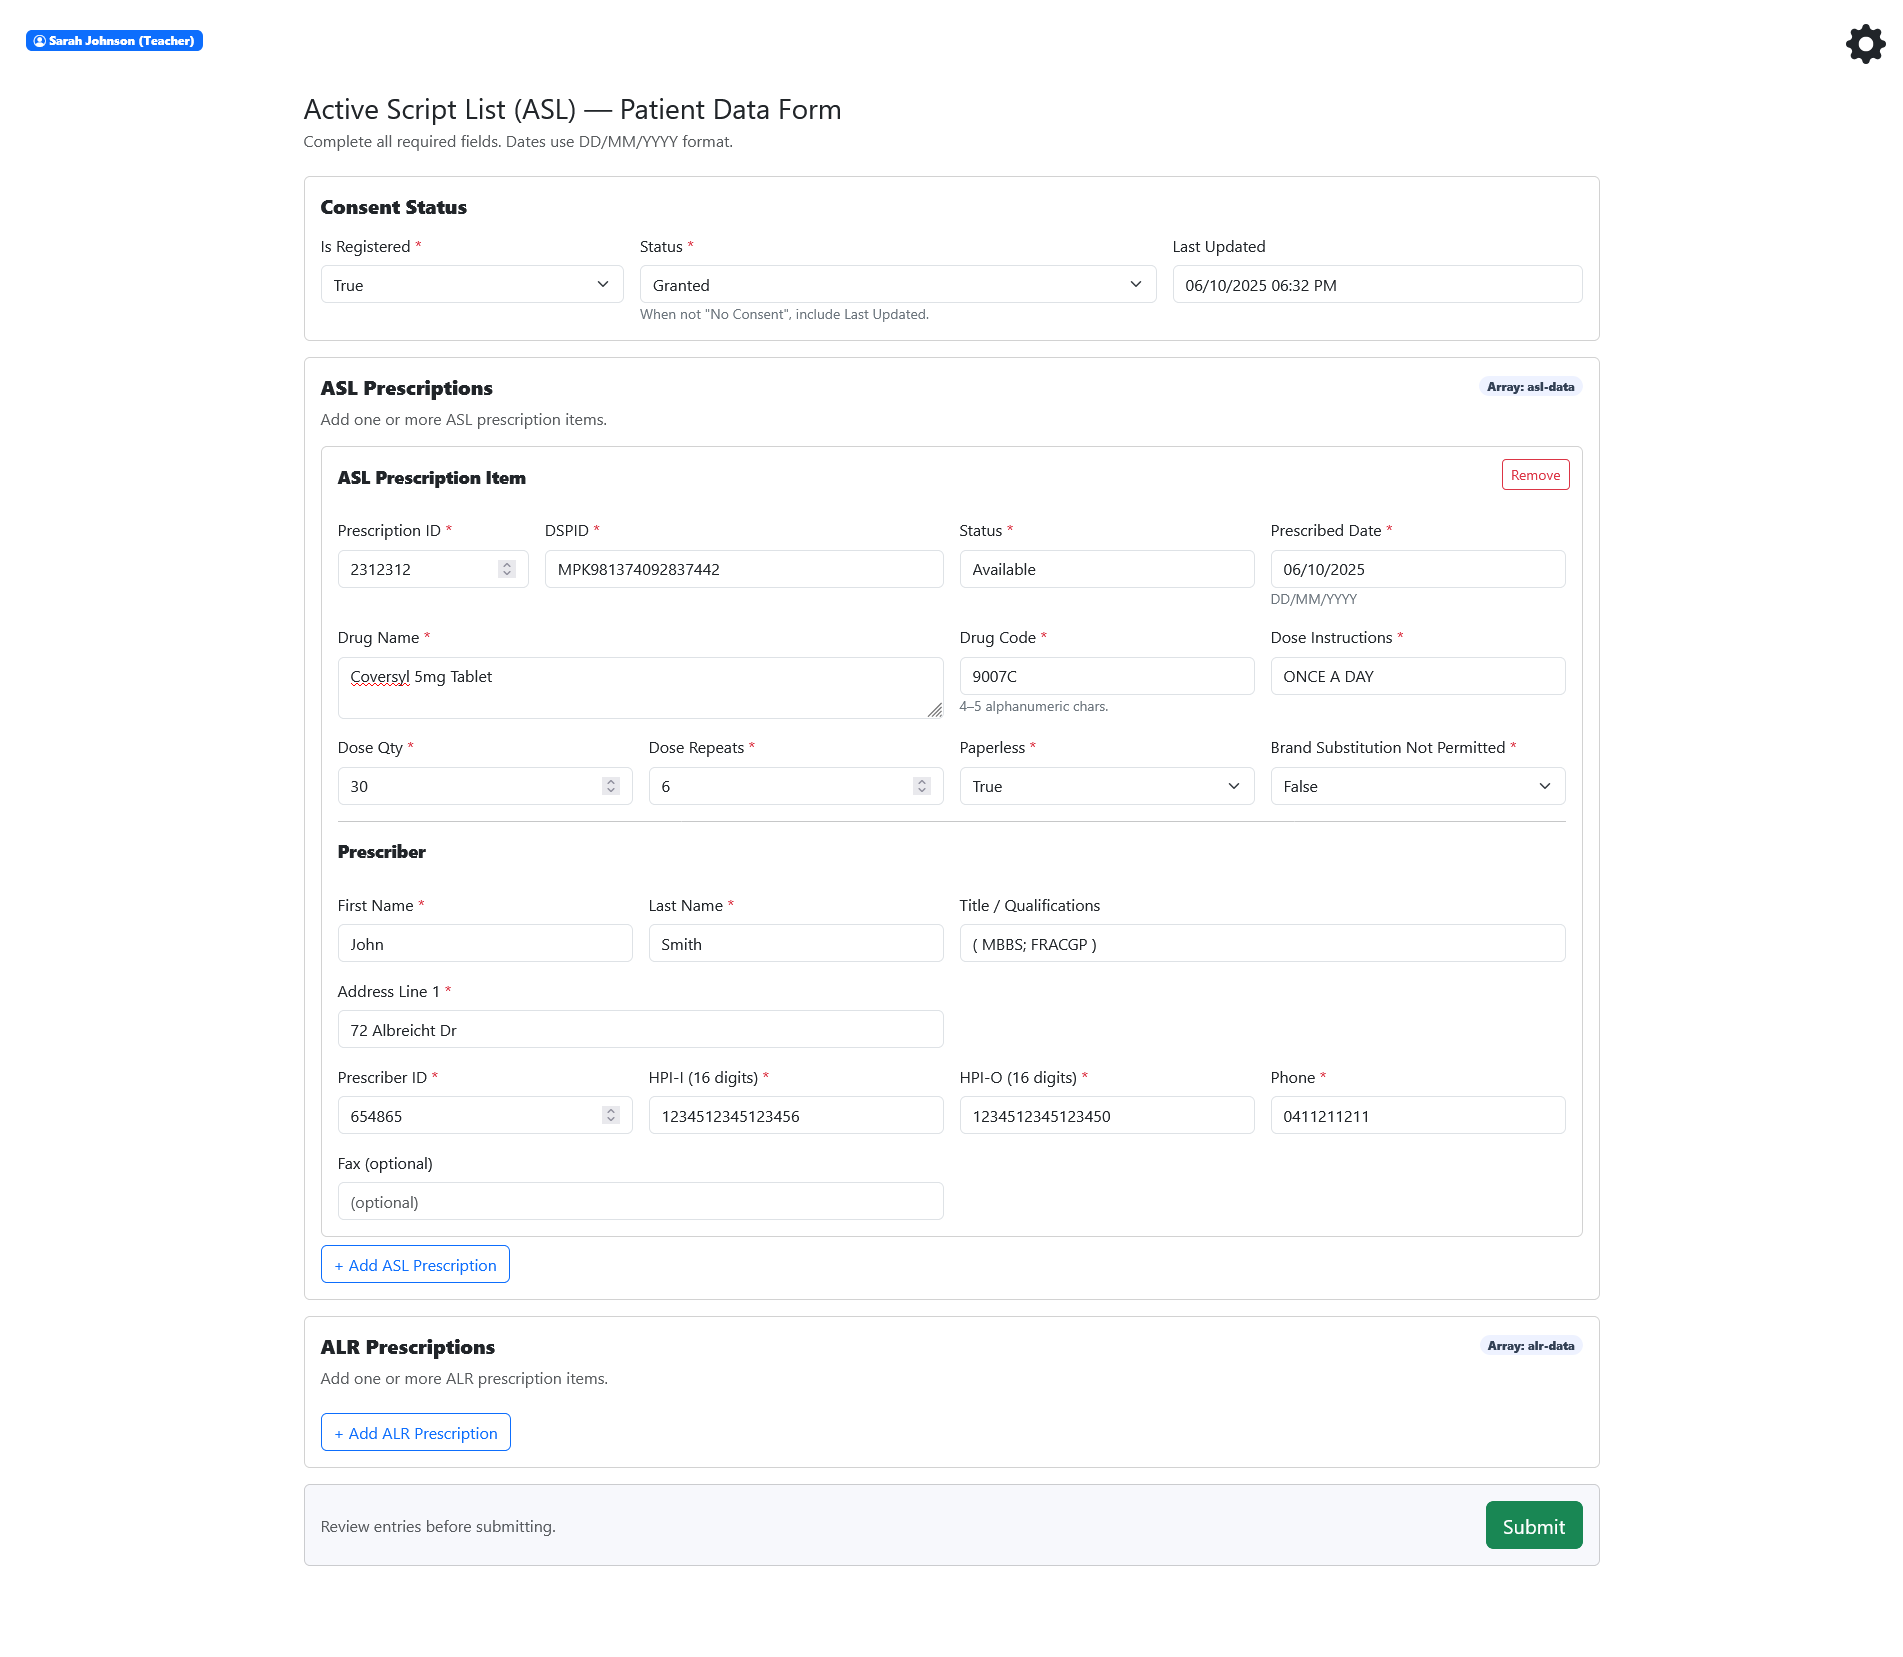 Sarah Johnson (Teacher)
Active Script List (ASL) — Patient Data Form
Complete all required fields. Dates use DD/MM/YYYY format.
Consent Status
Is Registered * Status * Last Updated
True Granted 06/10/2025 06:32 PM
When not "No Consent", include Last Updated.
ASL Prescriptions Array: asl-data
Add one or more ASL prescription items.
ASL Prescription Item Remove
Prescription ID * DSPID * Status * Prescribed Date *
2312312 MPK981374092837442 Available 06/10/2025
DD/MM/YYYY
Drug Name * Drug Code * Dose Instructions *
Coversyl 5mg Tablet 9007C ONCE A DAY
4–5 alphanumeric chars.
Dose Qty * Dose Repeats * Paperless * Brand Substitution Not Permitted *
30 6 True False
Prescriber
First Name * Last Name * Title / Qualifications
John Smith ( MBBS; FRACGP )
Address Line 1 *
72 Albreicht Dr
Prescriber ID * HPI-I (16 digits) * HPI-O (16 digits) * Phone *
654865 1234512345123456 1234512345123450 0411211211
Fax (optional)
(optional)
+ Add ASL Prescription
ALR Prescriptions Array: alr-data
Add one or more ALR prescription items.
+ Add ALR Prescription
Review entries before submitting. Submit